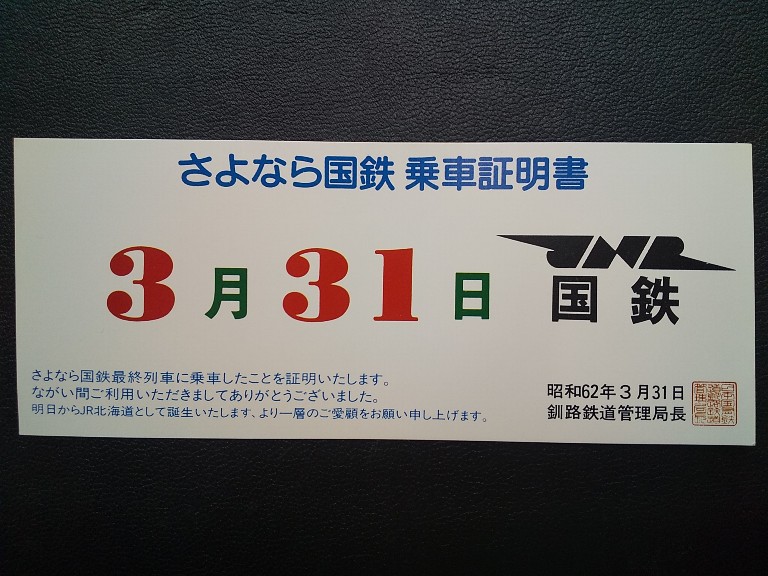 さよなら国鉄 乗車証明書
3月31日
JNR
国鉄
さよなら国鉄最終列車に乗車したことを証明いたします。
ながい間ご利用いただきましてありがとうございました。
明日からJR北海道として誕生いたします、より一層のご愛顧をお願い申し上げます。
昭和62年3月31日
釧路鉄道管理局長